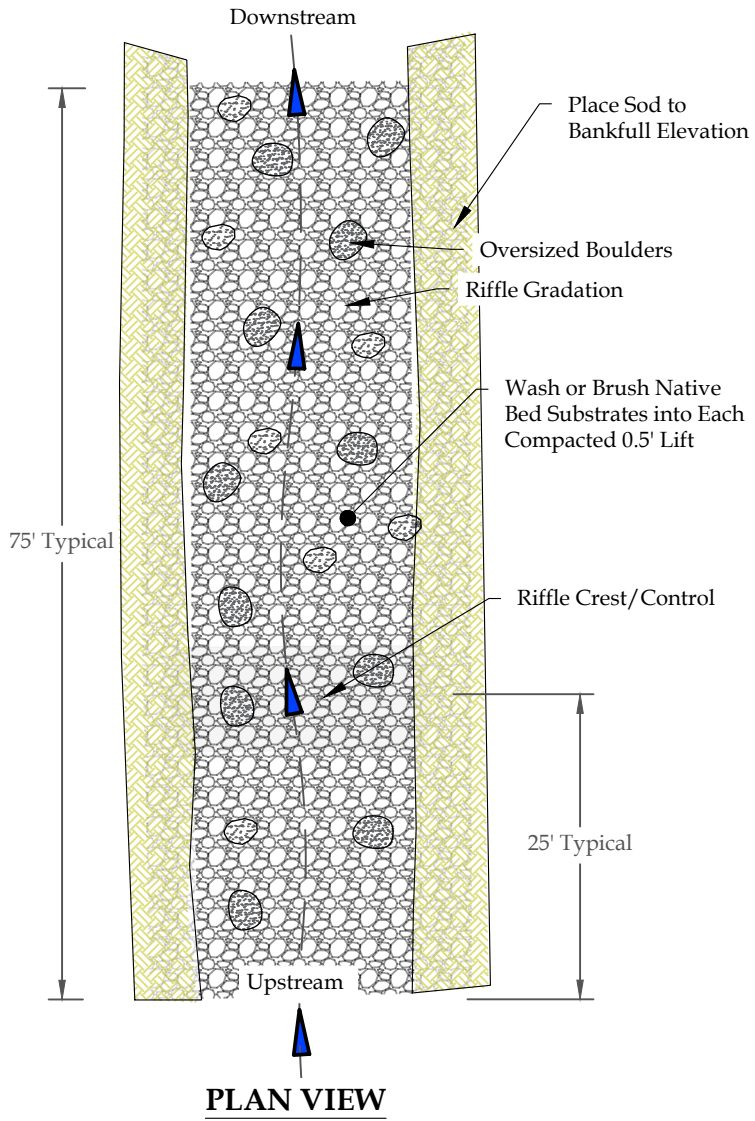 Downstream
Place Sod to
Bankfull Elevation
Oversized Boulders
Riffle Gradation
Wash or Brush Native
Bed Substrates into Each
Compacted 0.5' Lift
75' Typical
Riffle Crest/Control
25' Typical
Upstream
PLAN VIEW